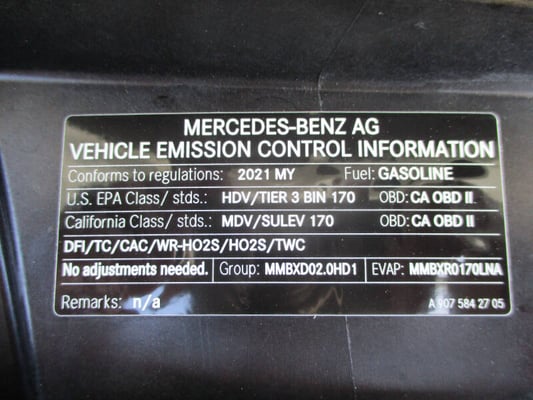 MERCEDES-BENZ AG
VEHICLE EMISSION CONTROL INFORMATION
Conforms to regulations: 2021 MY Fuel: GASOLINE
U.S. EPA Class/ stds.: HDV/TIER 3 BIN 170 OBD: CA OBD II
California Class/ stds.: MDV/SULEV 170 OBD: CA OBD II
DFI/TC/CAC/WR-HO2S/HO2S/TWC
No adjustments needed. Group: MMBXD02.0HD1 EVAP: MMBXR0170LNA
Remarks: n/a A 907 584 27 05